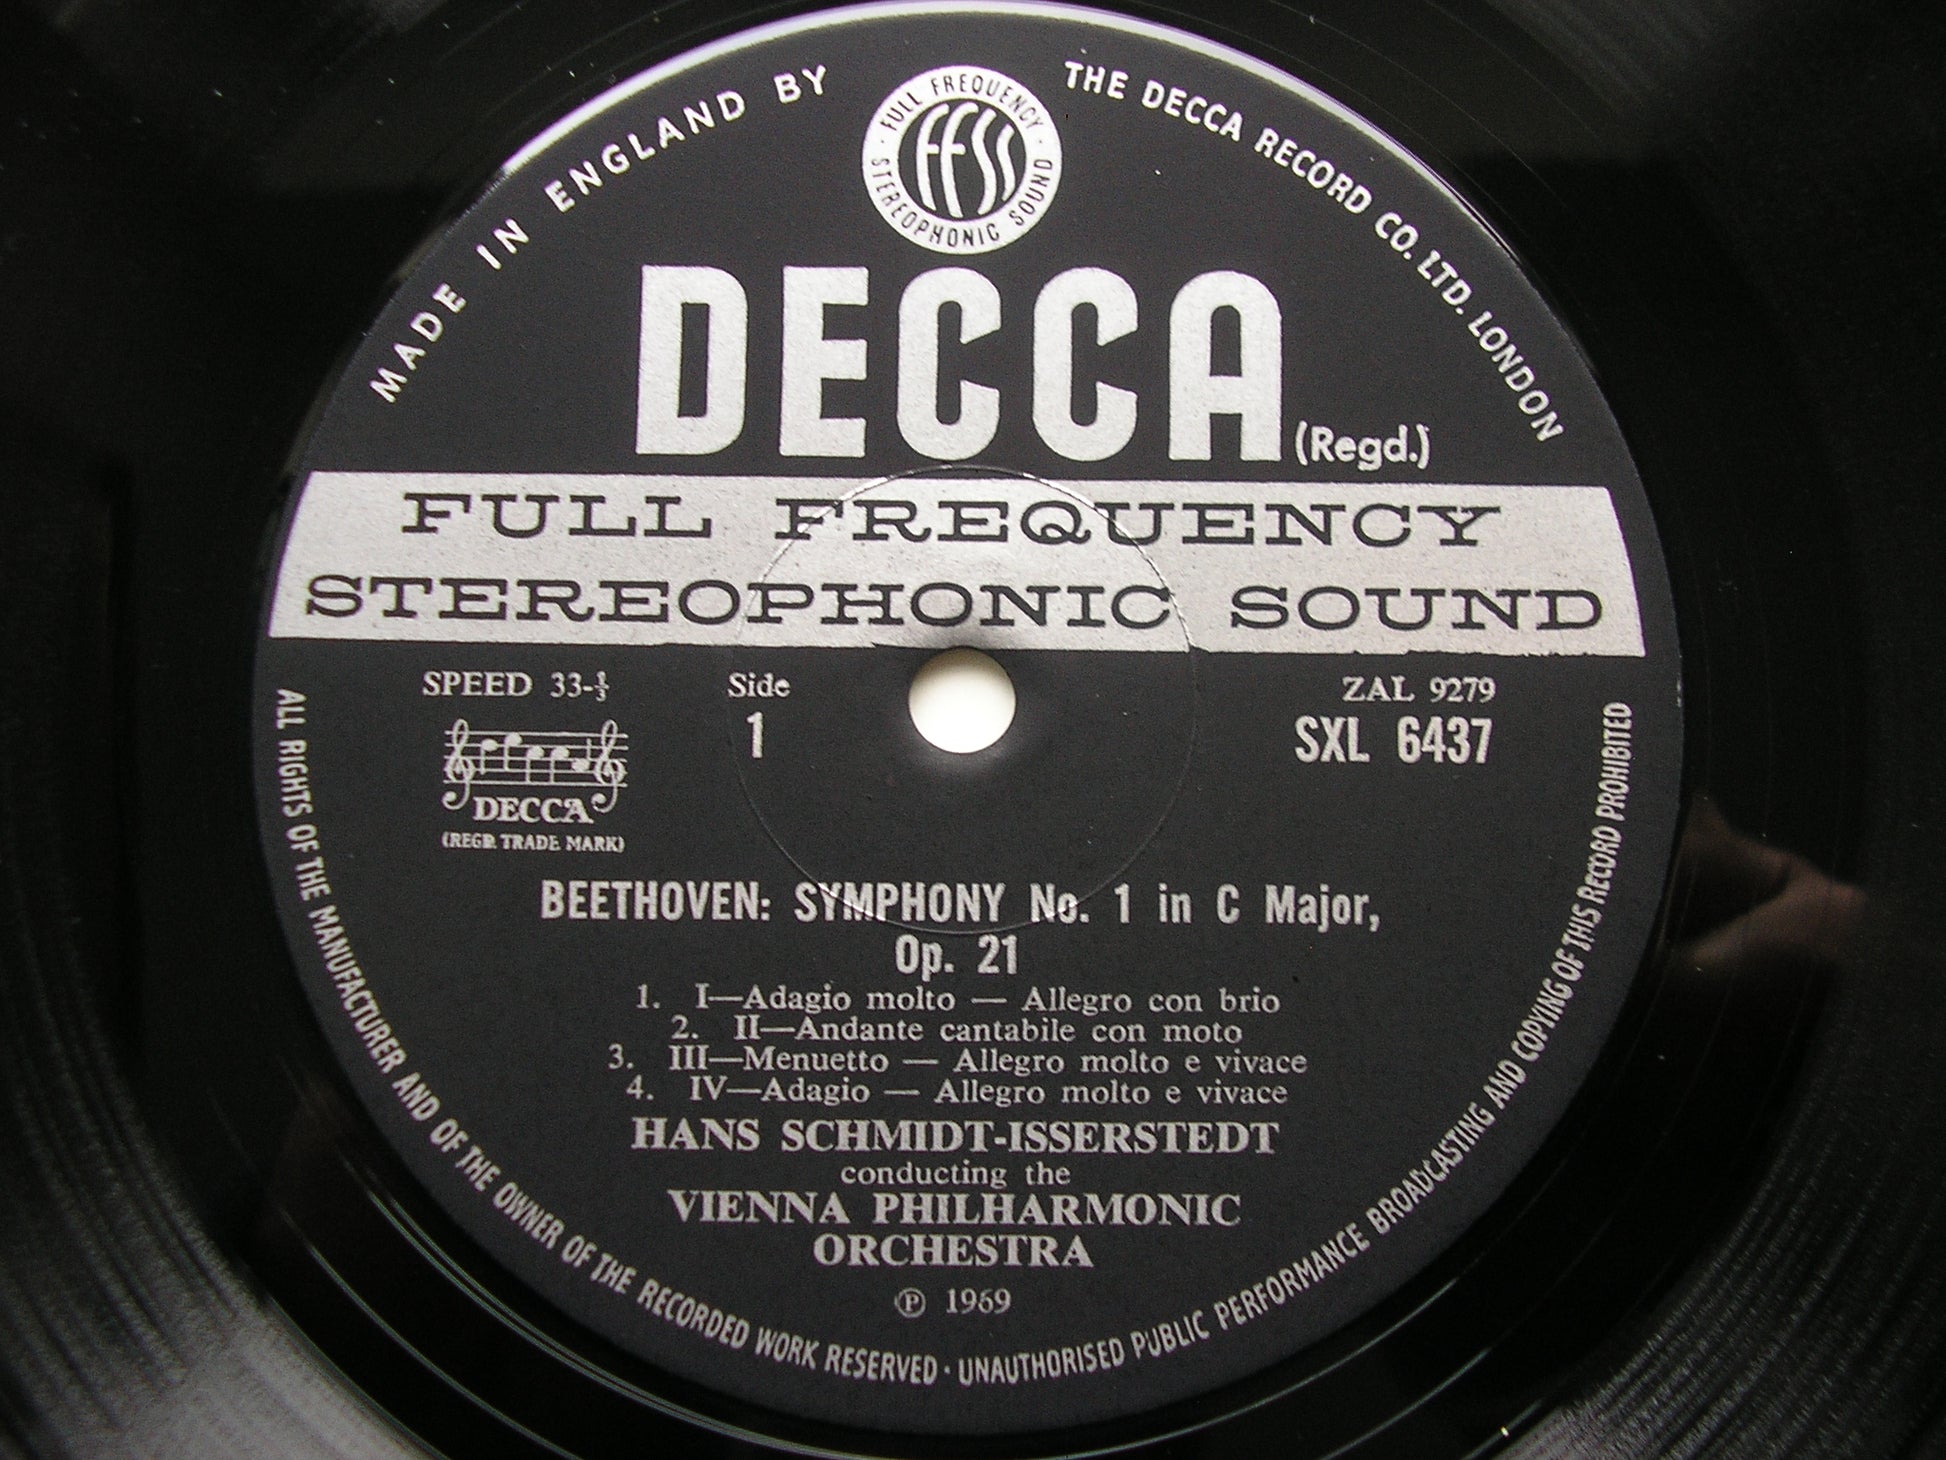 MADE IN ENGLAND BY
THE DECCA RECORD CO. LTD. LONDON
FULL FREQUENCY
ffss
STEREOPHONIC SOUND
DECCA (Regd.)
FULL FREQUENCY
STEREOPHONIC SOUND
SPEED 33-⅓
Side
1
ZAL 9279
SXL 6437
DECCA
(REGD. TRADE MARK)
BEETHOVEN: SYMPHONY No. 1 in C Major,
Op. 21
1. I—Adagio molto — Allegro con brio
2. II—Andante cantabile con moto
3. III—Menuetto — Allegro molto e vivace
4. IV—Adagio — Allegro molto e vivace
HANS SCHMIDT-ISSERSTEDT
conducting the
VIENNA PHILHARMONIC
ORCHESTRA
℗ 1969
ALL RIGHTS OF THE MANUFACTURER AND OF THE OWNER OF THE RECORDED WORK RESERVED · UNAUTHORISED PUBLIC PERFORMANCE BROADCASTING AND COPYING OF THIS RECORD PROHIBITED